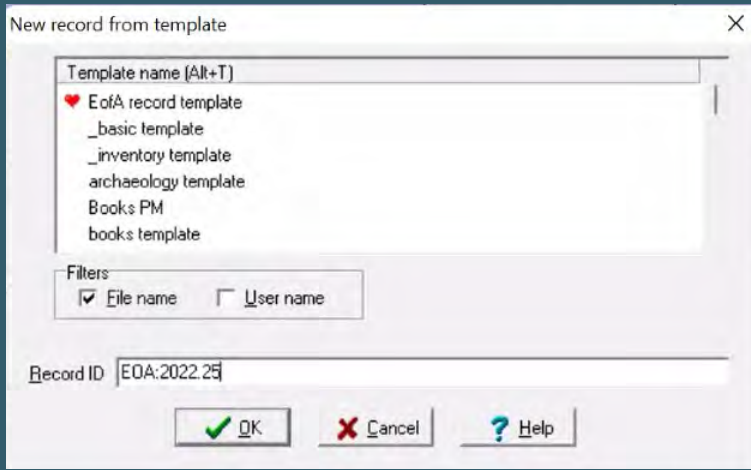 New record from template
Template name (Alt+T)
EofA record template
_basic template
_inventory template
archaeology template
Books PM
books template
Filters
File name User name
Record ID EOA:2022.25
OK Cancel ? Help